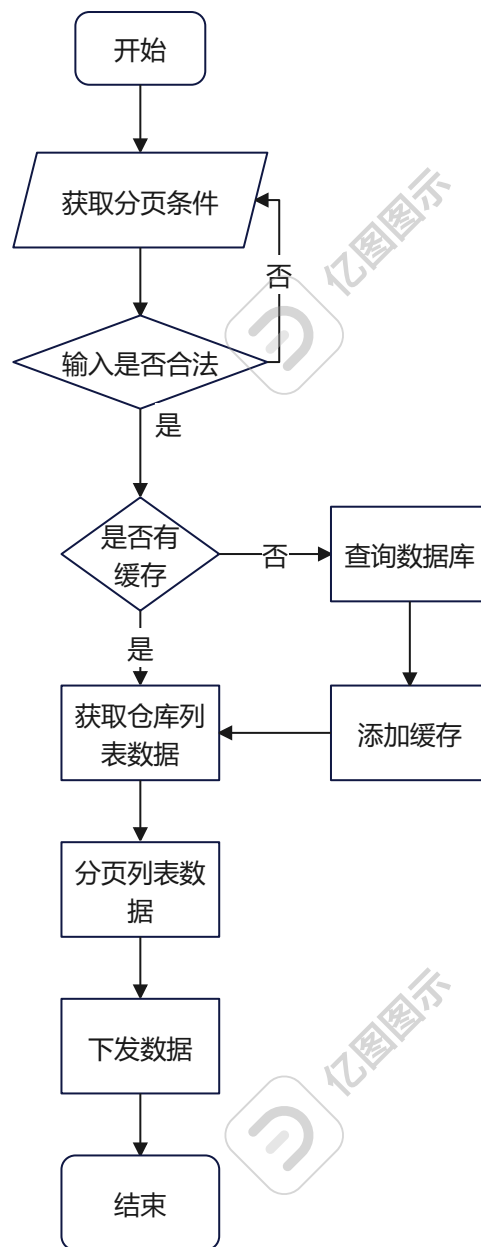 开始
获取分页条件
否
亿图图示
输入是否合法
是
是否有
缓存
否
查询数据库
是
获取仓库列
表数据
添加缓存
分页列表数
据
下发数据
亿图图示
结束